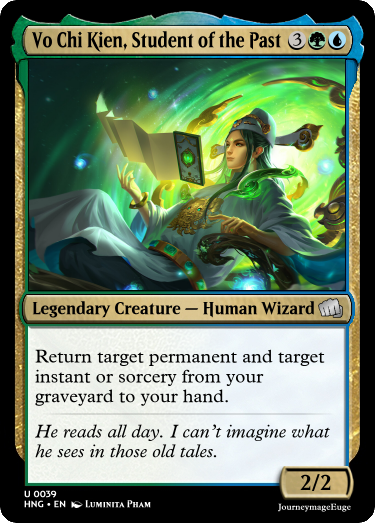 Vo Chi Kien, Student of the Past 3
Legendary Creature — Human Wizard
Return target permanent and target
instant or sorcery from your
graveyard to your hand.
He reads all day. I can't imagine what
he sees in those old tales.
2/2
U 0039
HNG • EN Luminita Pham
JourneymageEuge